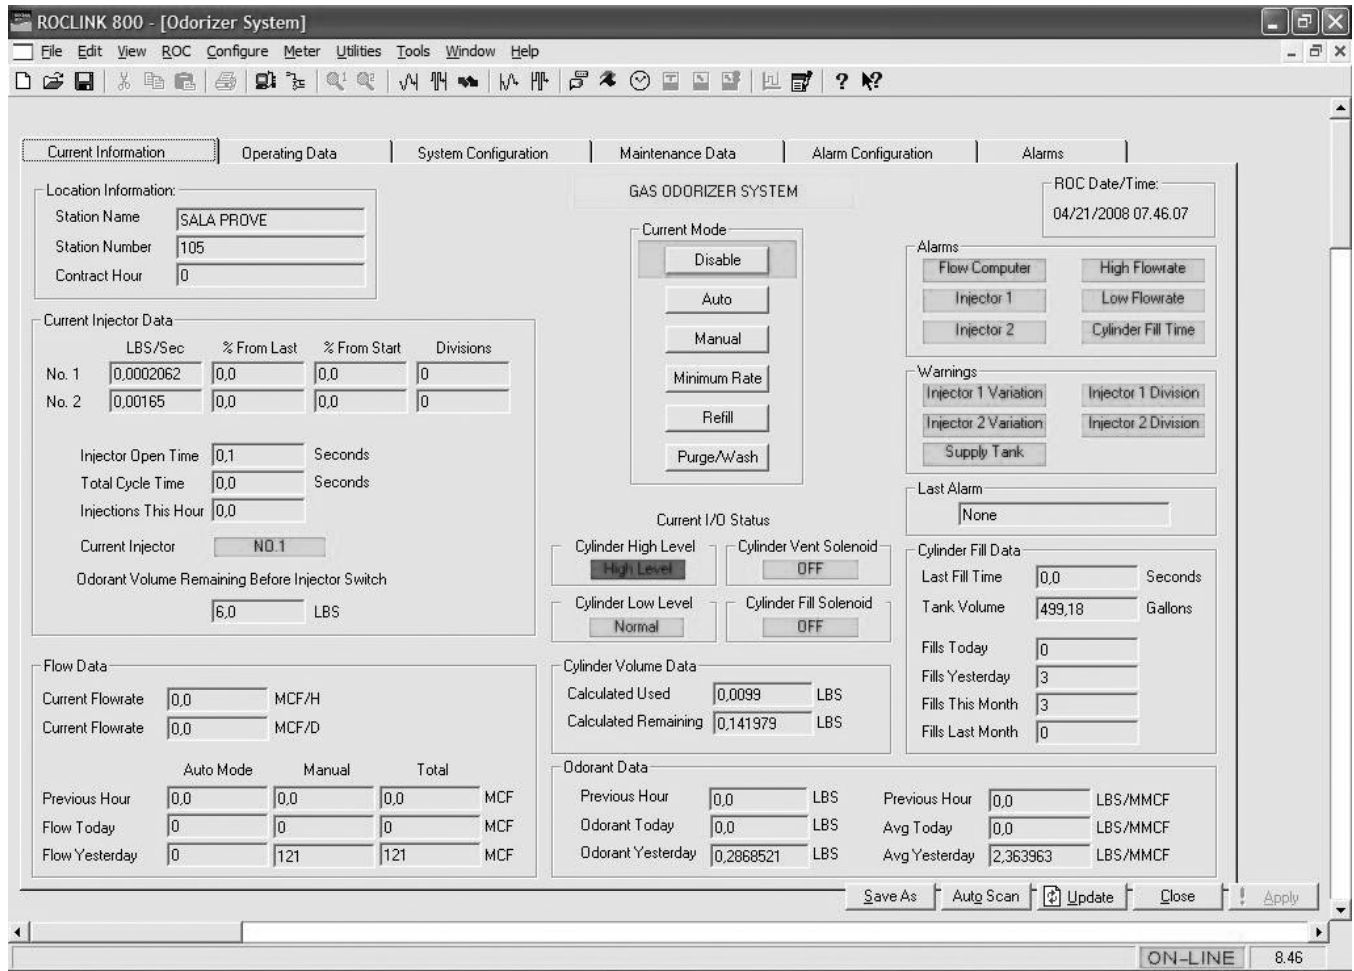 ROCLINK 800 - [Odorizer System]
File Edit View ROC Configure Meter Utilities Tools Window Help
Current Information Operating Data System Configuration Maintenance Data Alarm Configuration Alarms
Location Information:
Station Name SALA PROVE
Station Number 105
Contract Hour 0
GAS ODORIZER SYSTEM
ROC Date/Time:
04/21/2008 07.46.07
Current Mode
Disable
Auto
Manual
Minimum Rate
Refill
Purge/Wash
Alarms
Flow Computer High Flowrate
Injector 1 Low Flowrate
Injector 2 Cylinder Fill Time
Current Injector Data
LBS/Sec % From Last % From Start Divisions
No. 1 0,0002062 0,0 0,0 0
No. 2 0,00165 0,0 0,0 0
Injector Open Time 0,1 Seconds
Total Cycle Time 0,0 Seconds
Injections This Hour 0,0
Current Injector NO.1
Odorant Volume Remaining Before Injector Switch
6,0 LBS
Warnings
Injector 1 Variation Injector 1 Division
Injector 2 Variation Injector 2 Division
Supply Tank
Last Alarm
None
Current I/O Status
Cylinder High Level Cylinder Vent Solenoid
High Level OFF
Cylinder Low Level Cylinder Fill Solenoid
Normal OFF
Cylinder Fill Data
Last Fill Time 0,0 Seconds
Tank Volume 499,18 Gallons
Fills Today 0
Fills Yesterday 3
Fills This Month 3
Fills Last Month 0
Flow Data
Current Flowrate 0,0 MCF/H
Current Flowrate 0,0 MCF/D
Auto Mode Manual Total
Previous Hour 0,0 0,0 0,0 MCF
Flow Today 0 0 0 MCF
Flow Yesterday 0 121 121 MCF
Cylinder Volume Data
Calculated Used 0,0099 LBS
Calculated Remaining 0,141979 LBS
Odorant Data
Previous Hour 0,0 LBS Previous Hour 0,0 LBS/MMCF
Odorant Today 0,0 LBS Avg Today 0,0 LBS/MMCF
Odorant Yesterday 0,2868521 LBS Avg Yesterday 2,363963 LBS/MMCF
Save As Auto Scan Update Close ! Apply
ON-LINE 8.46